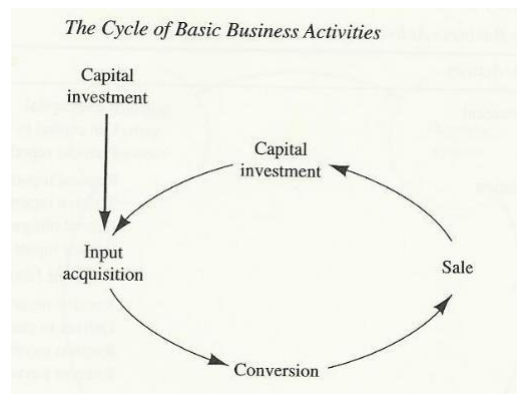 The Cycle of Basic Business Activities
Capital
investment
Capital
investment
Input
acquisition
Sale
Conversion